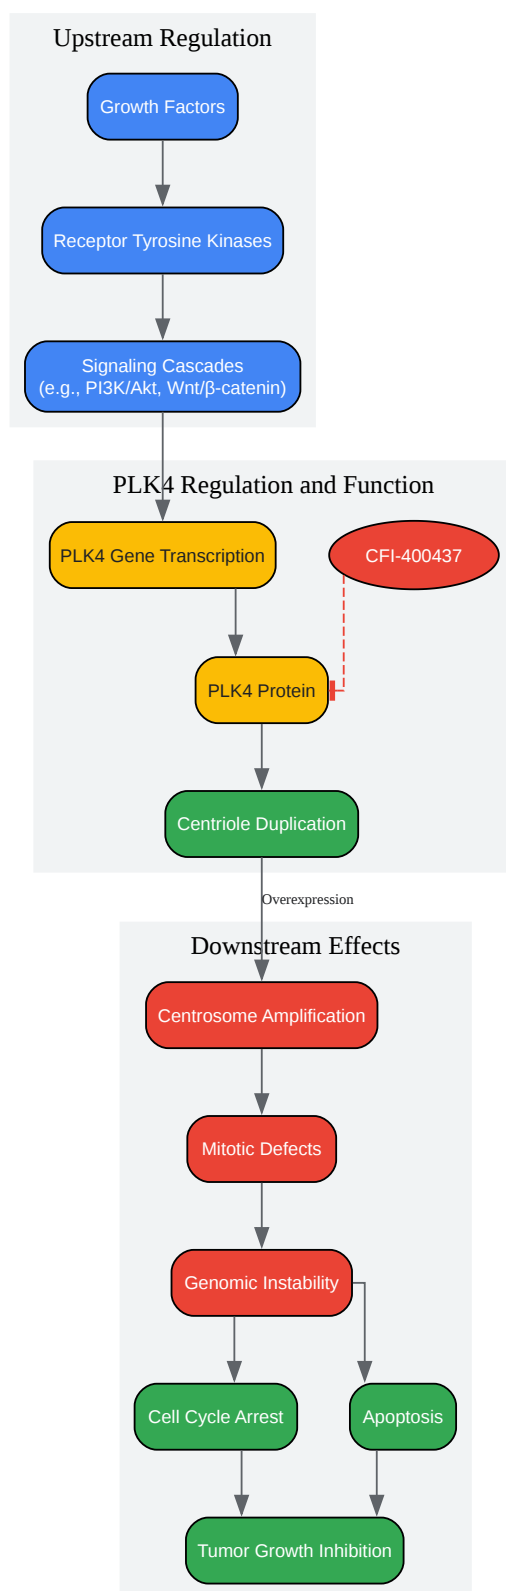 Upstream Regulation
Growth Factors
Receptor Tyrosine Kinases
Signaling Cascades
(e.g., PI3K/Akt, Wnt/β-catenin)
PLK4 Regulation and Function
PLK4 Gene Transcription
CFI-400437
PLK4 Protein
Centriole Duplication
Overexpression
Downstream Effects
Centrosome Amplification
Mitotic Defects
Genomic Instability
Cell Cycle Arrest
Apoptosis
Tumor Growth Inhibition